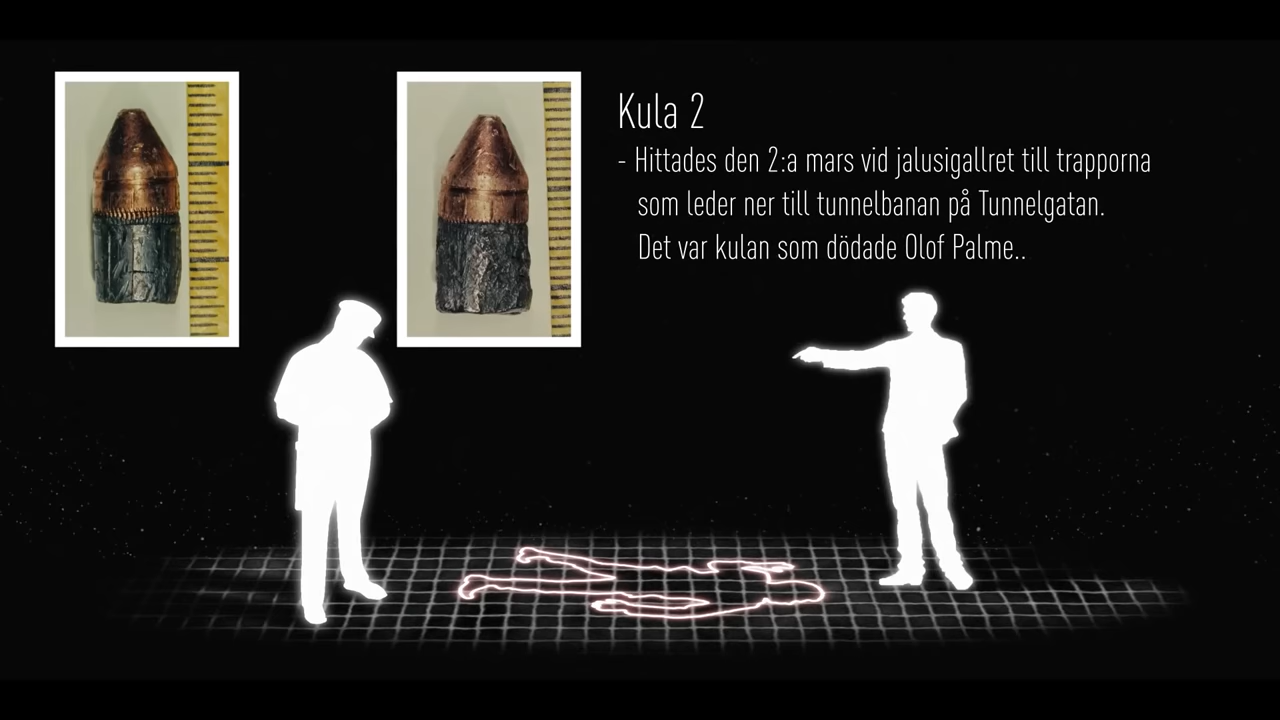 Kula 2
- Hittades den 2:a mars vid jalusigallret till trapporna
som leder ner till tunnelbanan på Tunnelgatan.
Det var kulan som dödade Olof Palme..